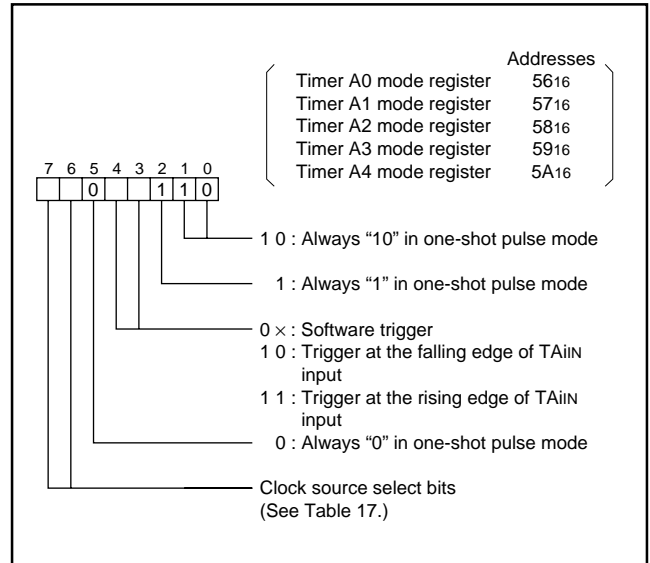 Addresses
Timer A0 mode register 5616
Timer A1 mode register 5716
Timer A2 mode register 5816
Timer A3 mode register 5916
Timer A4 mode register 5A16
7 6 5 4 3 2 1 0
0 1 1 0
1 0 : Always “10” in one-shot pulse mode
1 : Always “1” in one-shot pulse mode
0 × : Software trigger
1 0 : Trigger at the falling edge of TAiIN
input
1 1 : Trigger at the rising edge of TAiIN
input
0 : Always “0” in one-shot pulse mode
Clock source select bits
(See Table 17.)